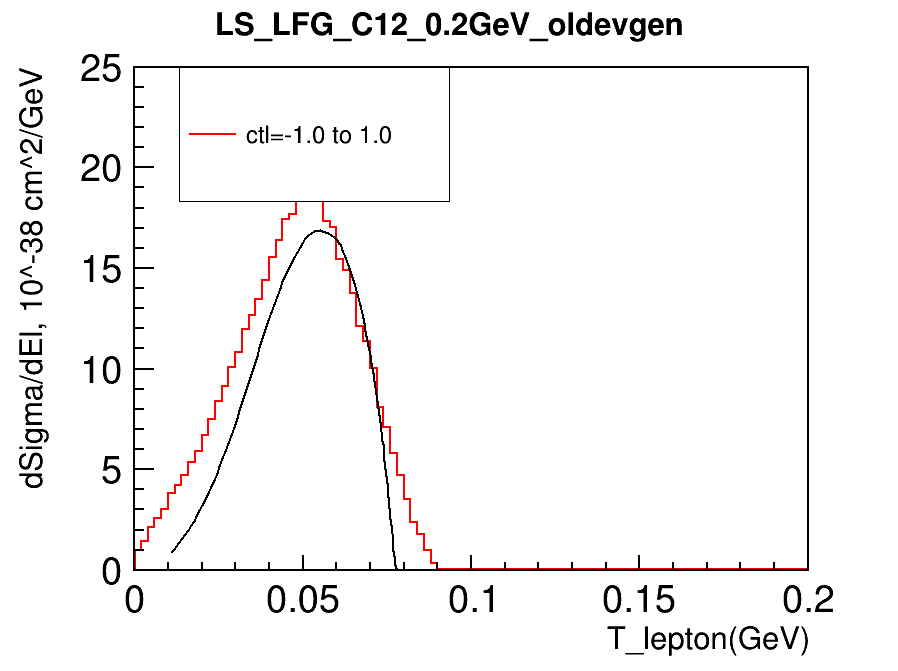 LS_LFG_C12_0.2GeV_oldevgen
dSigma/dEl, 10^-38 cm^2/GeV
25
20
15
10
5
0
ctl=-1.0 to 1.0
0 0.05 0.1 0.15 0.2
T_lepton(GeV)